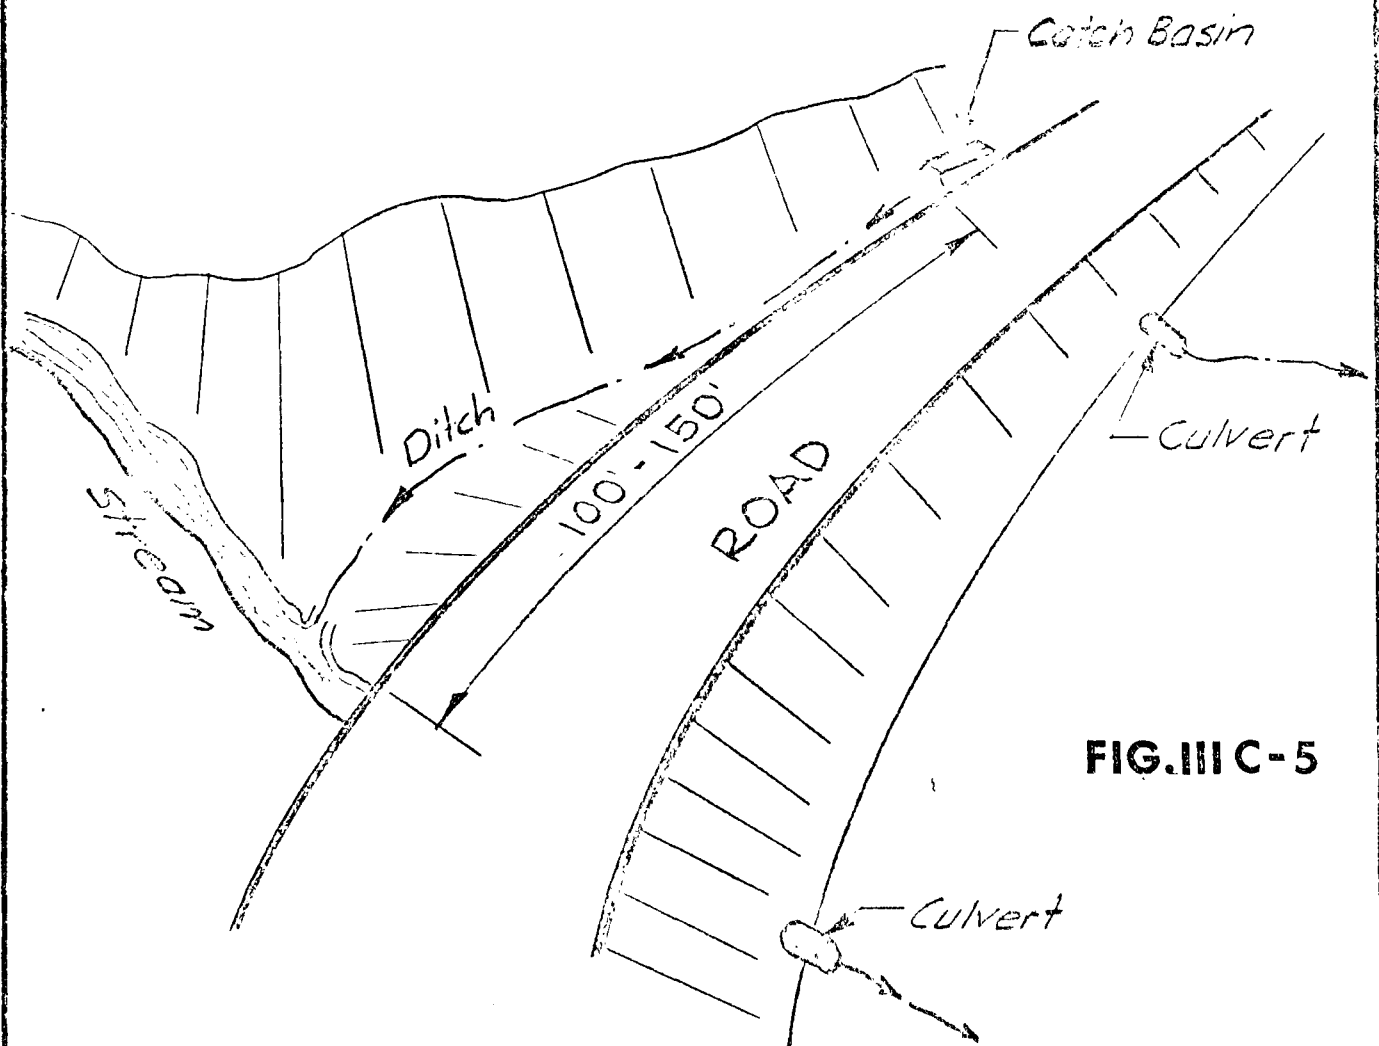 Catch Basin
Ditch
100' - 150'
ROAD
Culvert
Stream
FIG. III C-5
Culvert